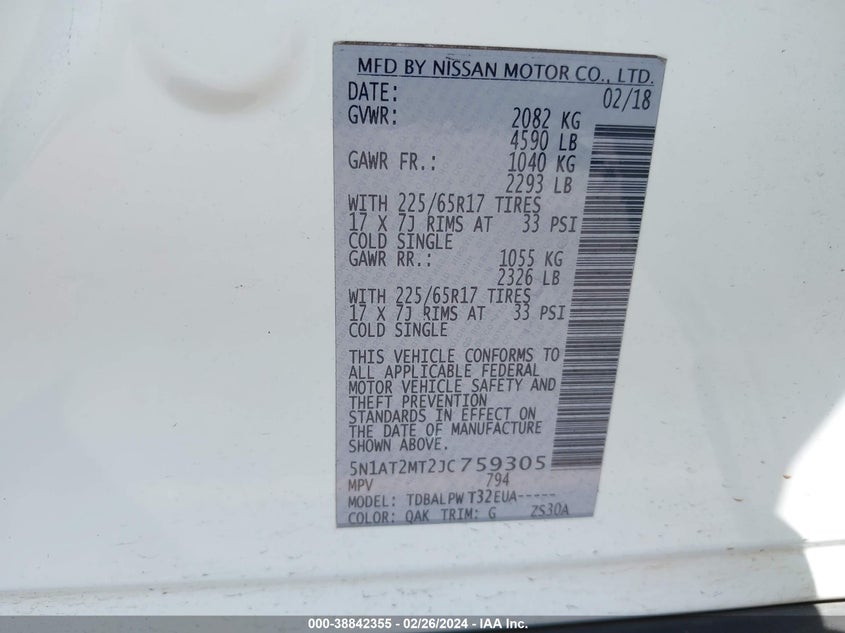 MFD BY NISSAN MOTOR CO., LTD.
DATE: 02/18
GVWR: 2082 KG
4590 LB
GAWR FR.: 1040 KG
2293 LB
WITH 225/65R17 TIRES
17 X 7J RIMS AT 33 PSI
COLD SINGLE
GAWR RR.: 1055 KG
2326 LB
WITH 225/65R17 TIRES
17 X 7J RIMS AT 33 PSI
COLD SINGLE
THIS VEHICLE CONFORMS TO
ALL APPLICABLE FEDERAL
MOTOR VEHICLE SAFETY AND
THEFT PREVENTION
STANDARDS IN EFFECT ON
THE DATE OF MANUFACTURE
SHOWN ABOVE.
5N1AT2MT2JC759305
MPV 794
MODEL: TDBALPW T32EUA-----
COLOR: QAK TRIM: G ZS30A
000-38842355 - 02/26/2024 - IAA Inc.